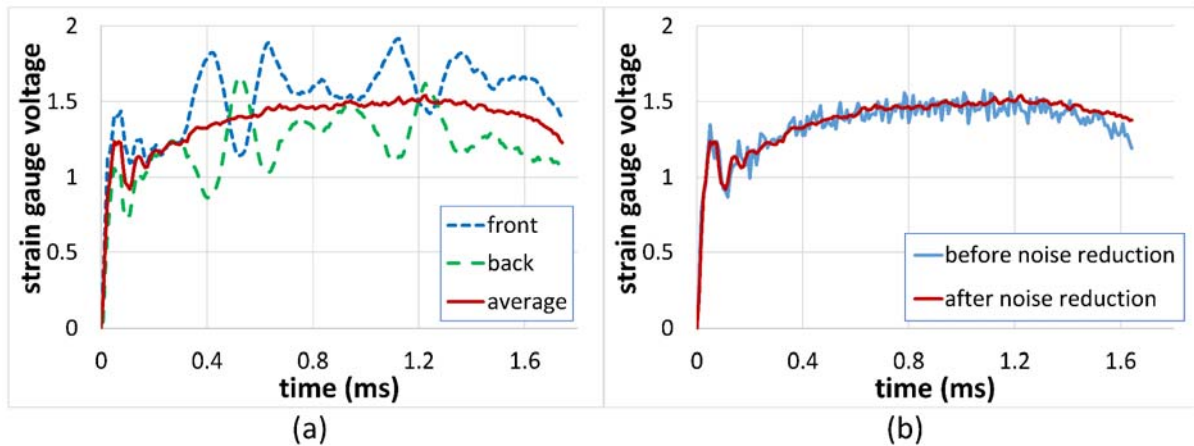 strain gauge voltage
2
1.5
1
0.5
0
0
0.4
0.8
1.2
1.6
time (ms)
front
back
average
(a)
strain gauge voltage
2
1.5
1
0.5
0
0
0.4
0.8
1.2
1.6
time (ms)
before noise reduction
after noise reduction
(b)